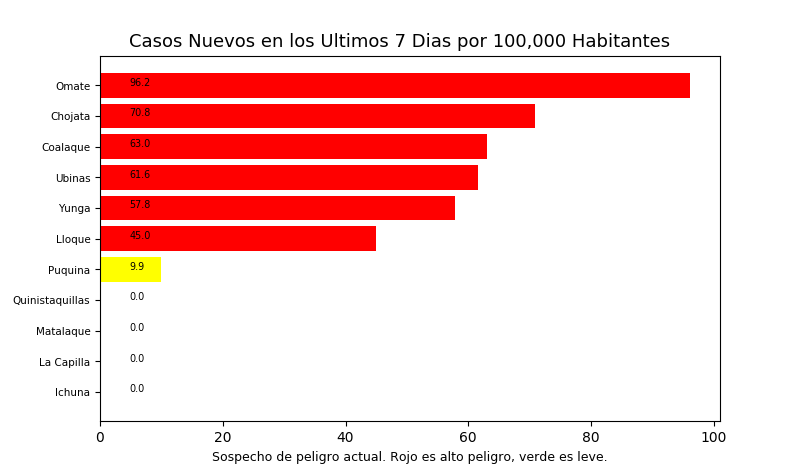 Casos Nuevos en los Ultimos 7 Dias por 100,000 Habitantes
Omate 96.2
Chojata 70.8
Coalaque 63.0
Ubinas 61.6
Yunga 57.8
Lloque 45.0
Puquina 9.9
Quinistaquillas 0.0
Matalaque 0.0
La Capilla 0.0
Ichuna 0.0
0 20 40 60 80 100
Sospecho de peligro actual. Rojo es alto peligro, verde es leve.